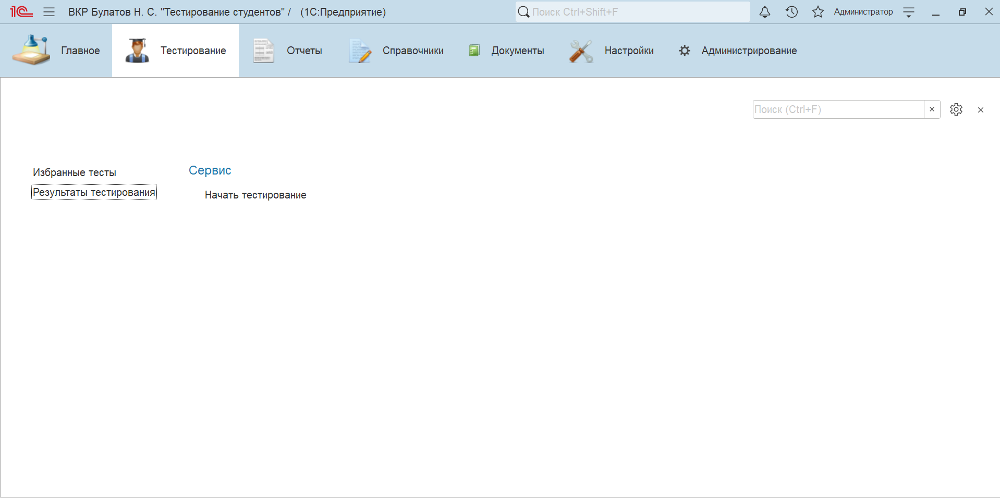 1С ВКР Булатов Н. С. "Тестирование студентов" / (1С:Предприятие) Поиск Ctrl+Shift+F Администратор
Главное Тестирование Отчеты Справочники Документы Настройки Администрирование
Поиск (Ctrl+F)
Избранные тесты
Результаты тестирования
Сервис
Начать тестирование